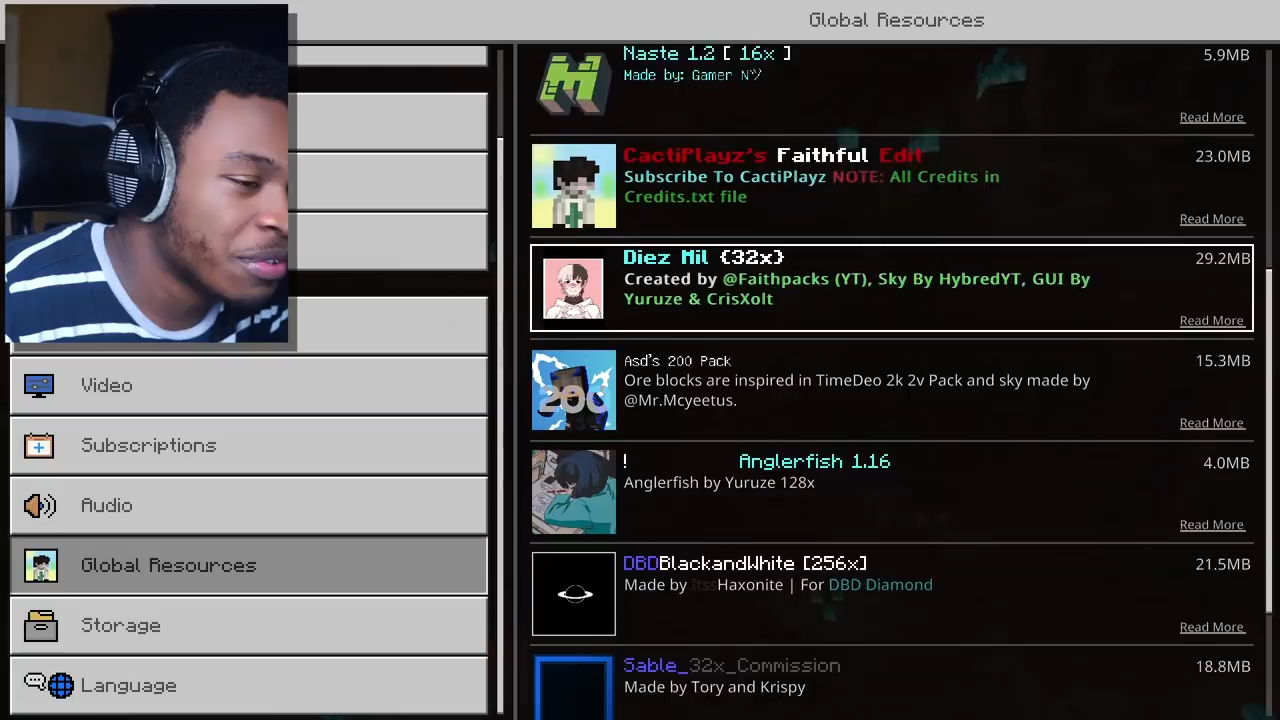 Global Resources
Naste 1.2 [ 16x ]
5.9MB
Made by: Gamer Nツ
Read More
CactiPlayz's Faithful Edit
23.0MB
Subscribe To CactiPlayz NOTE: All Credits in
Credits.txt file
Read More
Diez Mil {32x}
29.2MB
Created by @Faithpacks (YT), Sky By HybredYT, GUI By
Yuruze & CrisXolt
Read More
Asd's 200 Pack
15.3MB
Ore blocks are inspired in TimeDeo 2k 2v Pack and sky made by
@Mr.Mcyeetus.
200
Read More
! Anglerfish 1.16
4.0MB
Anglerfish by Yuruze 128x
Read More
DBDBlackandWhite [256x]
21.5MB
Made by ItssHaxonite | For DBD Diamond
Read More
Sable_32x_Commission
18.8MB
Made by Tory and Krispy
Video
Subscriptions
Audio
Global Resources
Storage
Language